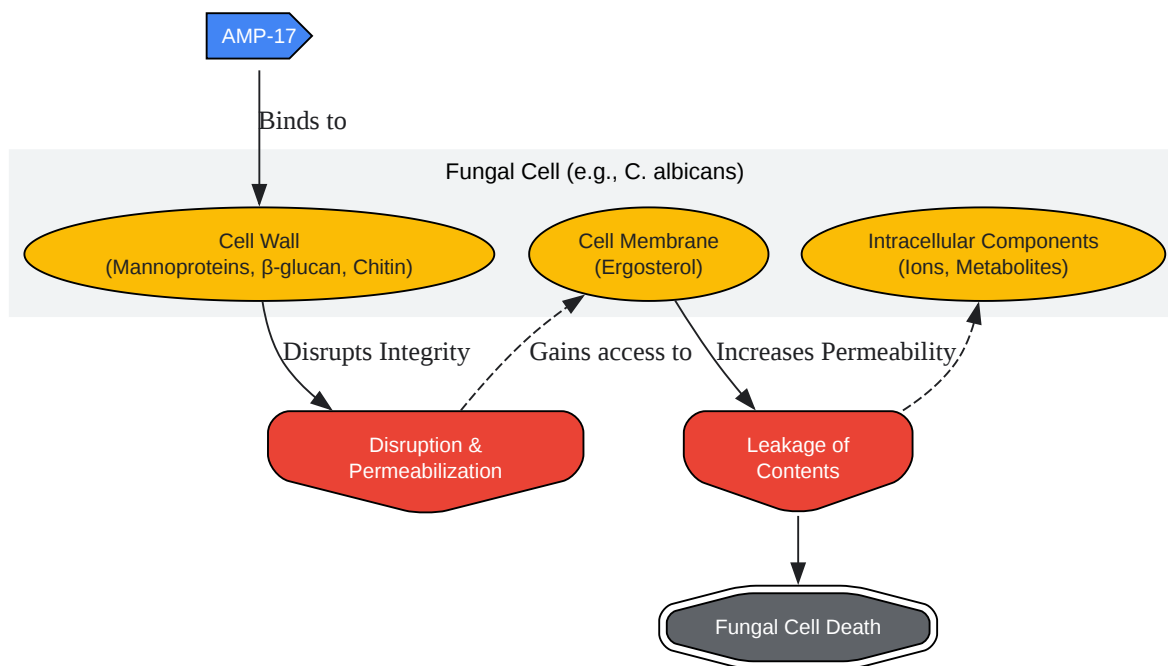 AMP-17
Binds to
Fungal Cell (e.g., C. albicans)
Cell Wall
(Mannoproteins, β-glucan, Chitin)
Cell Membrane
(Ergosterol)
Intracellular Components
(Ions, Metabolites)
Disrupts Integrity
Gains access to
Increases Permeability
Disruption &
Permeabilization
Leakage of
Contents
Fungal Cell Death